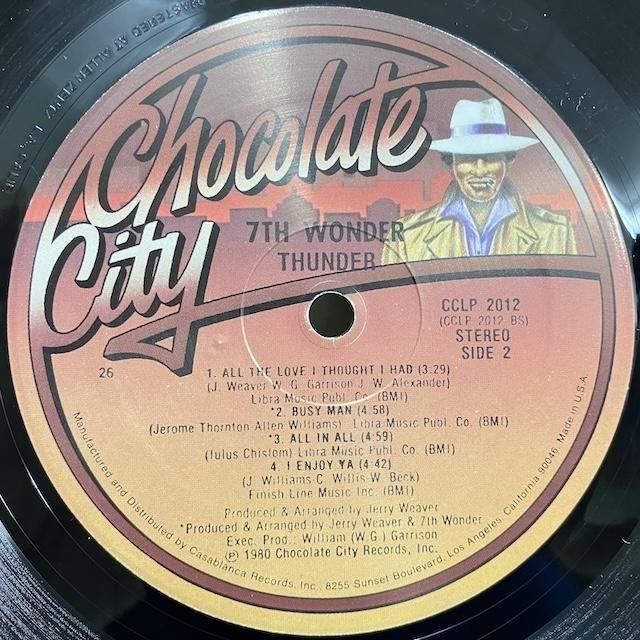 Chocolate
City
7TH WONDER
THUNDER
CCLP 2012
(CCLP 2012 BS)
STEREO
SIDE 2
26
1. ALL THE LOVE I THOUGHT I HAD (3:29)
(J. Weaver W. G. Garrison J. W. Alexander)
Libra Music Publ. Co. (BMI)
*2. BUSY MAN (4:58)
(Jerome Thornton-Allen Williams) Libra Music Publ. Co. (BMI)
*3. ALL IN ALL (4:59)
(Julus Chislom) Libra Music Publ. Co. (BMI)
4. I ENJOY YA (4:42)
(J. Williams-C. Willis-W. Beck)
Finish Line Music Inc. (BMI)
Produced & Arranged by Jerry Weaver
*Produced & Arranged by Jerry Weaver & 7th Wonder
Exec. Prod.: William (W.G.) Garrison
℗ 1980 Chocolate City Records, Inc.
Manufactured and Distributed by Casablanca Records, Inc., 8255 Sunset Boulevard, Los Angeles, California 90046. Made in U.S.A.